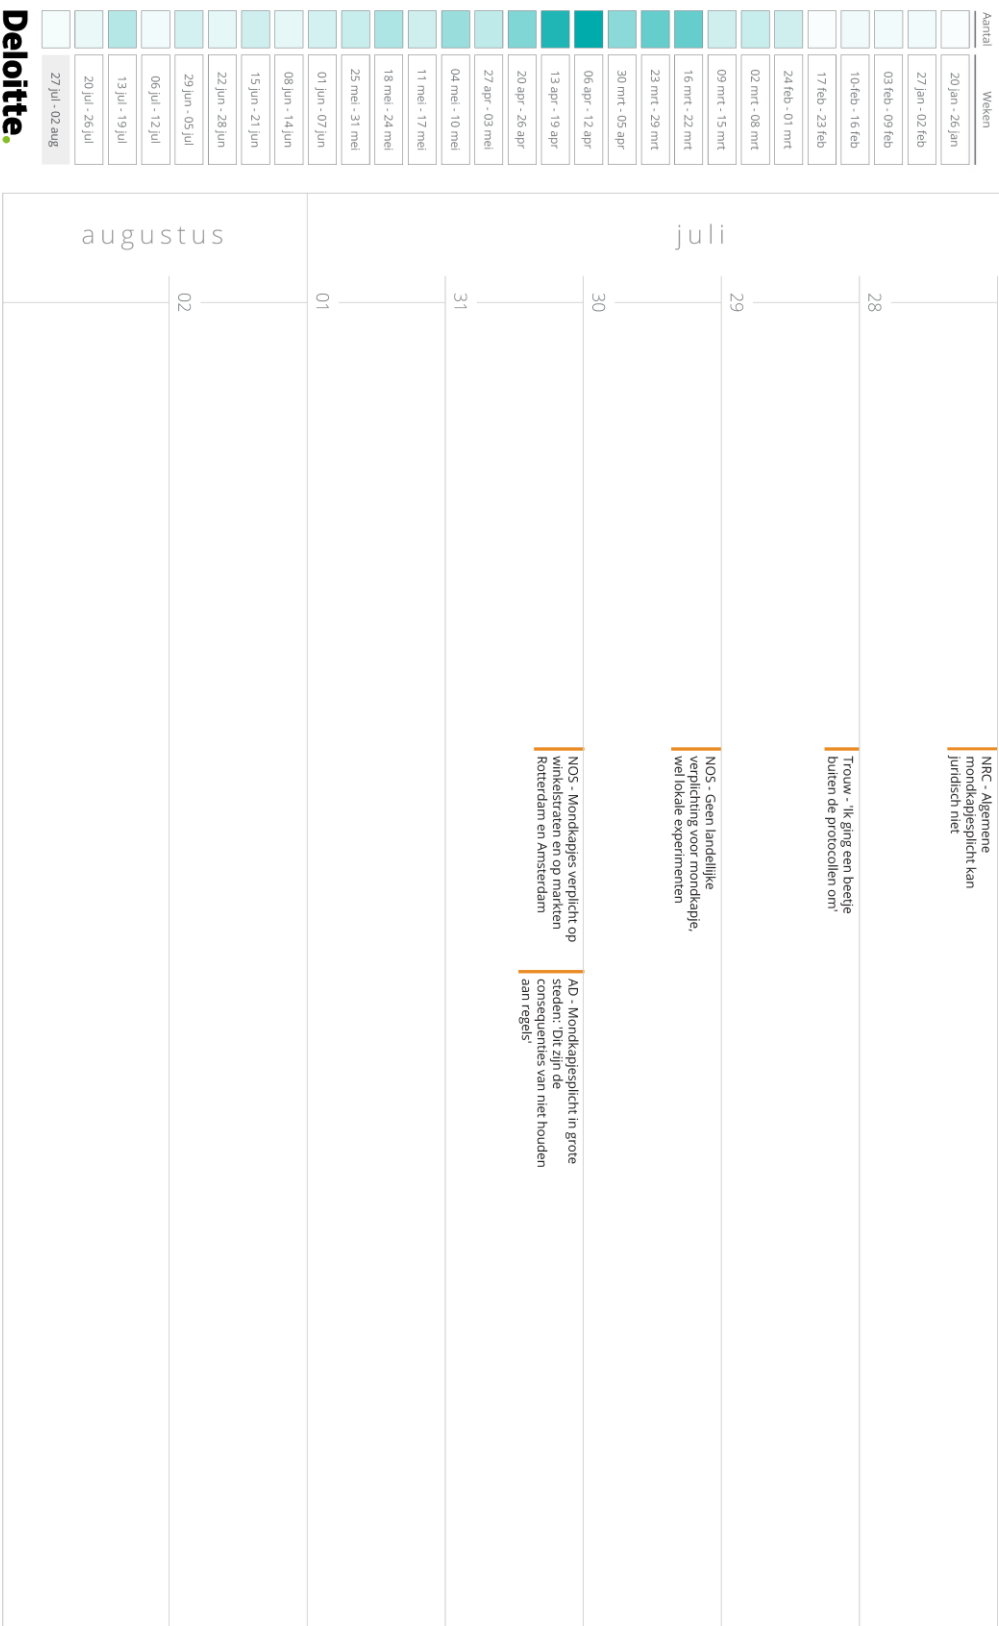 Aantal Weken
20 jan - 26 jan
27 jan - 02 feb
03 feb - 09 feb
10-feb - 16 feb
17 feb - 23 feb
24 feb - 01 mrt
02 mrt - 08 mrt
09 mrt - 15 mrt
16 mrt - 22 mrt
23 mrt - 29 mrt
30 mrt - 05 apr
06 apr - 12 apr
13 apr - 19 apr
20 apr - 26 apr
27 apr - 03 mei
04 mei - 10 mei
11 mei - 17 mei
18 mei - 24 mei
25 mei - 31 mei
01 jun - 07 jun
08 jun - 14 jun
15 jun - 21 jun
22 jun - 28 jun
29 jun - 05 jul
06 jul - 12 jul
13 jul - 19 jul
20 jul - 26 jul
27 jul - 02 aug
Deloitte.
juli
NRC - Algemene
mondkapjesplicht kan
juridisch niet
28
Trouw - 'Ik ging een beetje
buiten de protocollen om'
29
NOS - Geen landelijke
verplichting voor mondkapje,
wel lokale experimenten
30
NOS - Mondkapjes verplicht op
winkelstraten en op markten
Rotterdam en Amsterdam
AD - Mondkapjesplicht in grote
steden: 'Dit zijn de
consequenties van niet houden
aan regels'
31
augustus
01
02